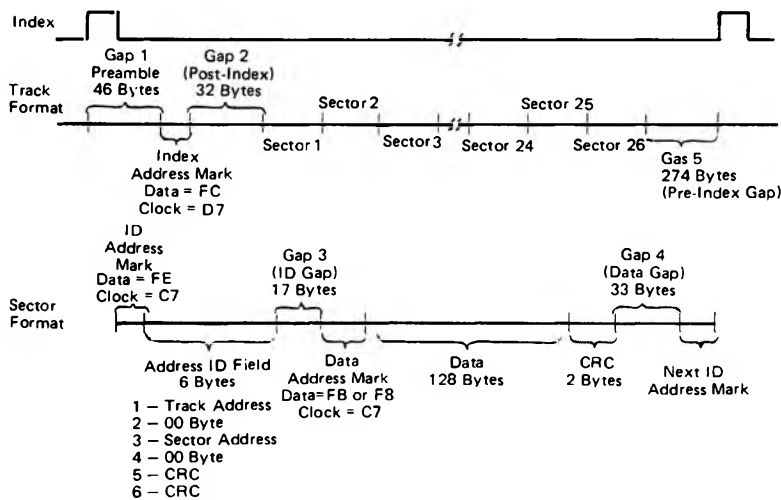 Index
Gap 1
Preamble
46 Bytes
Gap 2
(Post-Index)
32 Bytes
Track
Format
Sector 1
Sector 2
Sector3
Sector 24
Sector 25
Sector 26
Index
Address Mark
Data = FC
Clock = D7
Gas 5
274 Bytes
(Pre-Index Gap)
ID
Address
Mark
Data = FE
Clock = C7
Gap 3
(ID Gap)
17 Bytes
Gap 4
(Data Gap)
33 Bytes
Sector
Format
Address ID Field
6 Bytes
1 – Track Address
2 – 00 Byte
3 – Sector Address
4 – 00 Byte
5 – CRC
6 – CRC
Data
Address Mark
Data=FB or F8
Clock = C7
Data
128 Bytes
CRC
2 Bytes
Next ID
Address Mark